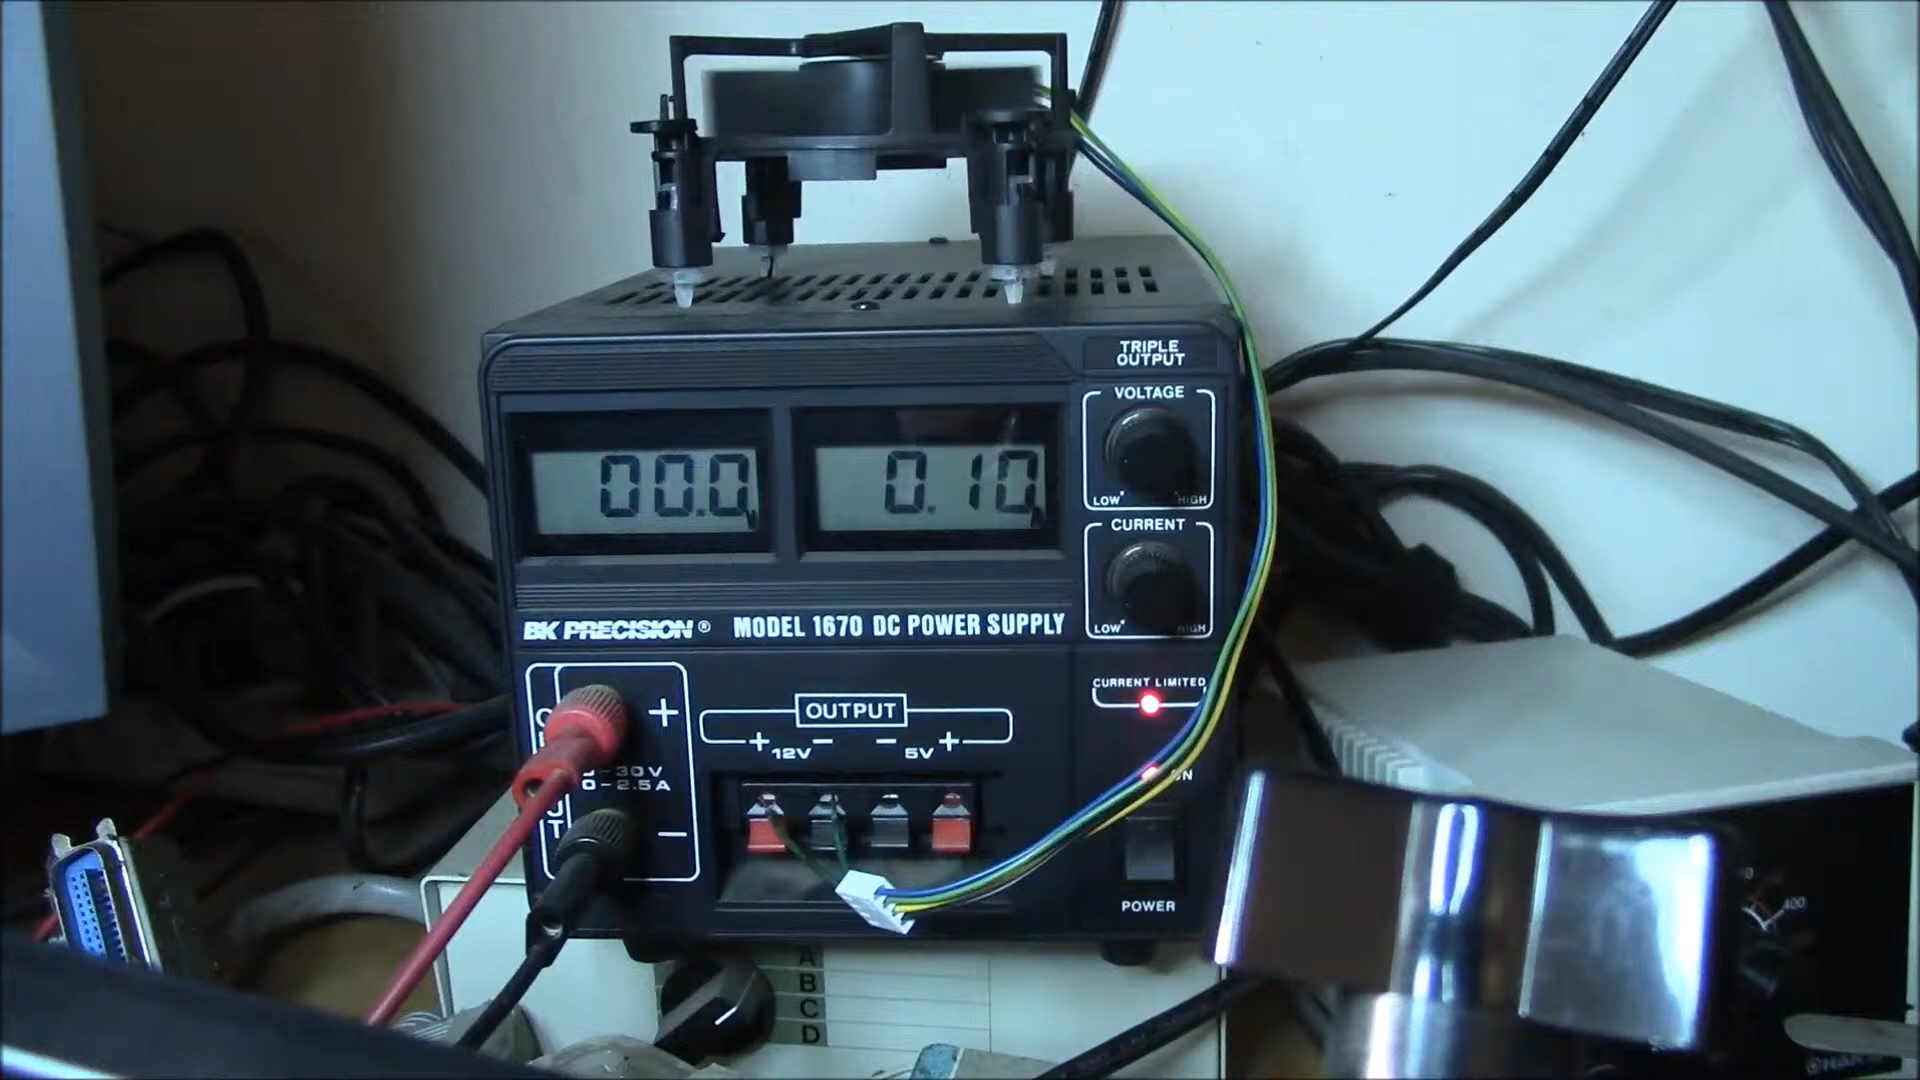 TRIPLE
OUTPUT
VOLTAGE
LOW HIGH
00.0 V
0.10
CURRENT
LOW HIGH
BK PRECISION® MODEL 1670 DC POWER SUPPLY
CURRENT LIMITED
+
-30V
0-2.5A
−
OUTPUT
+ 12V − − 5V +
POWER
A
B
C
D
400